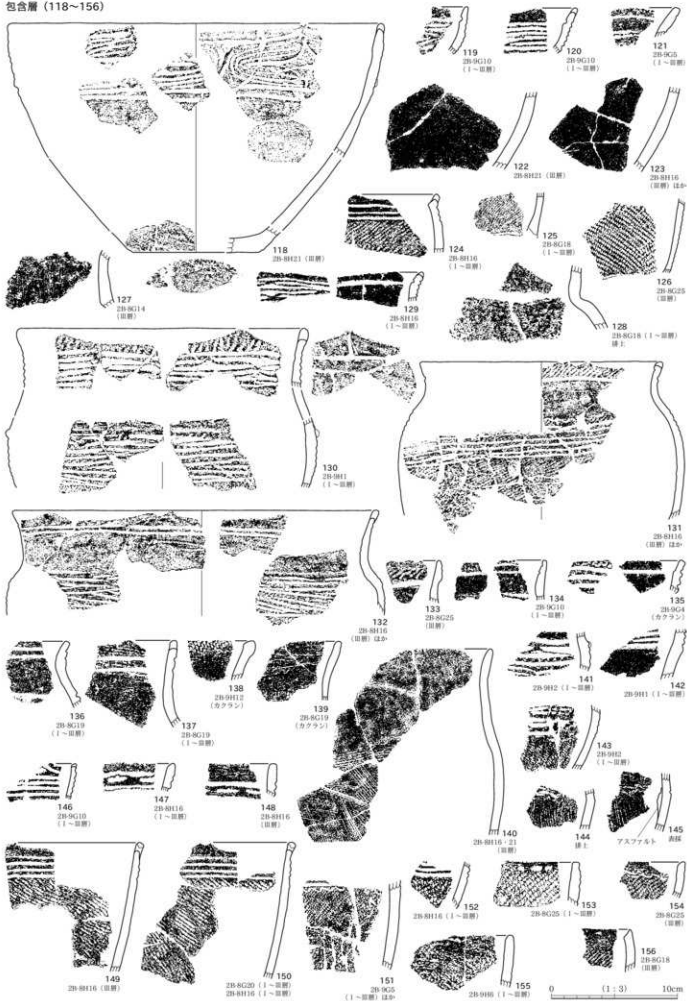 包含層（118～156）
119
2B-9G10
（Ⅰ～Ⅲ層）
120
2B-9G10
（Ⅰ～Ⅲ層）
121
2B-9G5
（Ⅰ～Ⅲ層）
122
2B-8H21（Ⅲ層）
123
2B-8H16
（Ⅲ層）ほか
118
2B-8H21（Ⅲ層）
124
2B-8H16
（Ⅰ～Ⅲ層）
125
2B-8G18
（Ⅰ～Ⅲ層）
126
2B-8G25
（Ⅲ層）
127
2B-8G14
（Ⅲ層）
129
2B-8H16
（Ⅰ～Ⅲ層）
128
2B-8G18（Ⅰ～Ⅲ層）
排土
130
2B-9H1
（Ⅰ～Ⅲ層）
131
2B-8H16
（Ⅲ層）ほか
132
2B-8H16
（Ⅲ層）ほか
133
2B-8G25
（Ⅲ層）
134
2B-9G10
（Ⅰ～Ⅲ層）
135
2B-9G4
（カクラン）
136
2B-8G19
（Ⅰ～Ⅲ層）
137
2B-8G19
（Ⅰ～Ⅲ層）
138
2B-9H12
（カクラン）
139
2B-8G19
（カクラン）
140
2B-8H16・21
（Ⅲ層）
141
2B-9H2（Ⅰ～Ⅲ層）
142
2B-9H1（Ⅰ～Ⅲ層）
143
2B-9H2
（Ⅰ～Ⅲ層）
144
排土
アスファルト
145
表採
146
2B-9G10
（Ⅰ～Ⅲ層）
147
2B-8H16
（Ⅰ～Ⅲ層）
148
2B-8H16
（Ⅲ層）
149
2B-8H16（Ⅲ層）
150
2B-8G20（Ⅰ～Ⅲ層）
2B-8H16（Ⅰ～Ⅲ層）
151
2B-9G5
（Ⅰ～Ⅲ層）ほか
152
2B-8H16（Ⅰ～Ⅲ層）
153
2B-8G25（Ⅰ～Ⅲ層）
154
2B-8G25
（Ⅲ層）
155
2B-9H6（Ⅰ～Ⅲ層）
156
2B-8G18
（Ⅲ層）
0 （1：3） 10cm